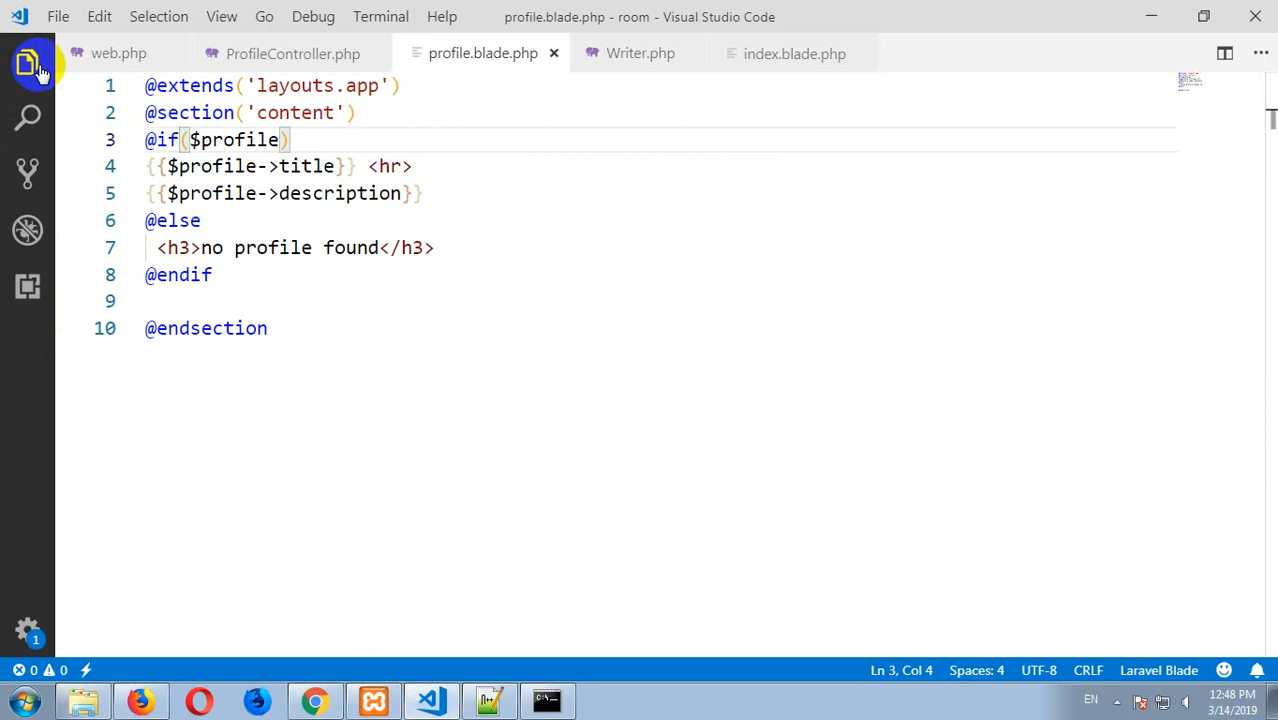 File Edit Selection View Go Debug Terminal Help profile.blade.php - room - Visual Studio Code
web.php ProfileController.php profile.blade.php Writer.php index.blade.php
1 @extends('layouts.app')
2 @section('content')
3 @if($profile)
4 {{$profile->title}} <hr>
5 {{$profile->description}}
6 @else
7 <h3>no profile found</h3>
8 @endif
9
10 @endsection
1
0 0 Ln 3, Col 4 Spaces: 4 UTF-8 CRLF Laravel Blade
EN 12:48 PM
3/14/2019